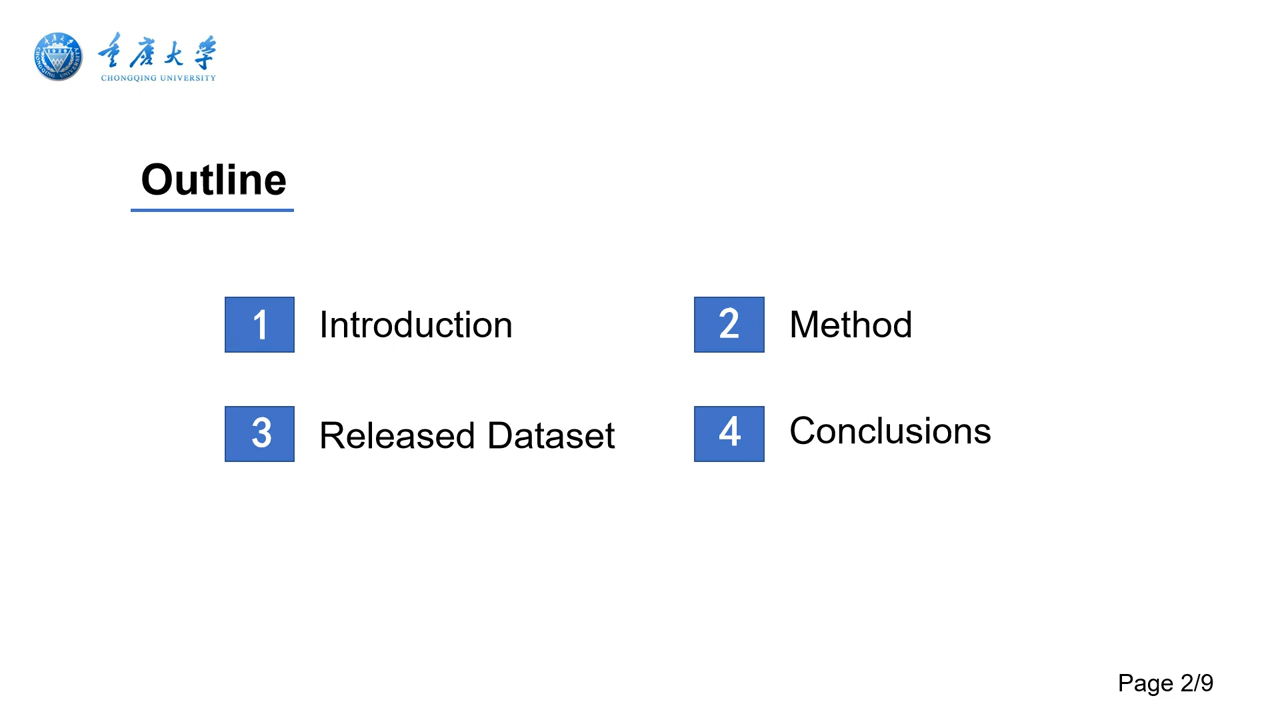 重庆大学
CHONGQING UNIVERSITY
Outline
1 Introduction
2 Method
3 Released Dataset
4 Conclusions
Page 2/9